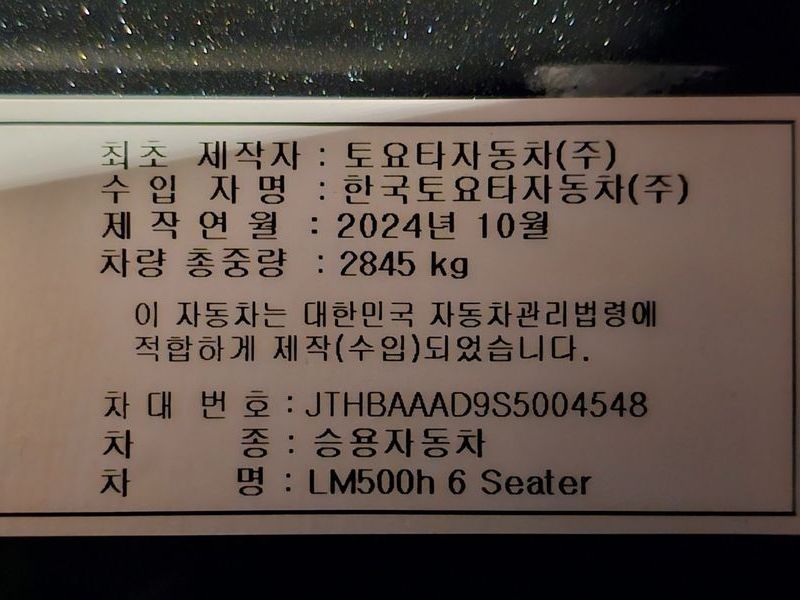 최초 제작자 : 토요타자동차(주)
수입자명 : 한국토요타자동차(주)
제작연월 : 2024년 10월
차량 총중량 : 2845 kg
이 자동차는 대한민국 자동차관리법령에
적합하게 제작(수입)되었습니다.
차대번호 : JTHBAAAD9S5004548
차종 : 승용자동차
차명 : LM500h 6 Seater